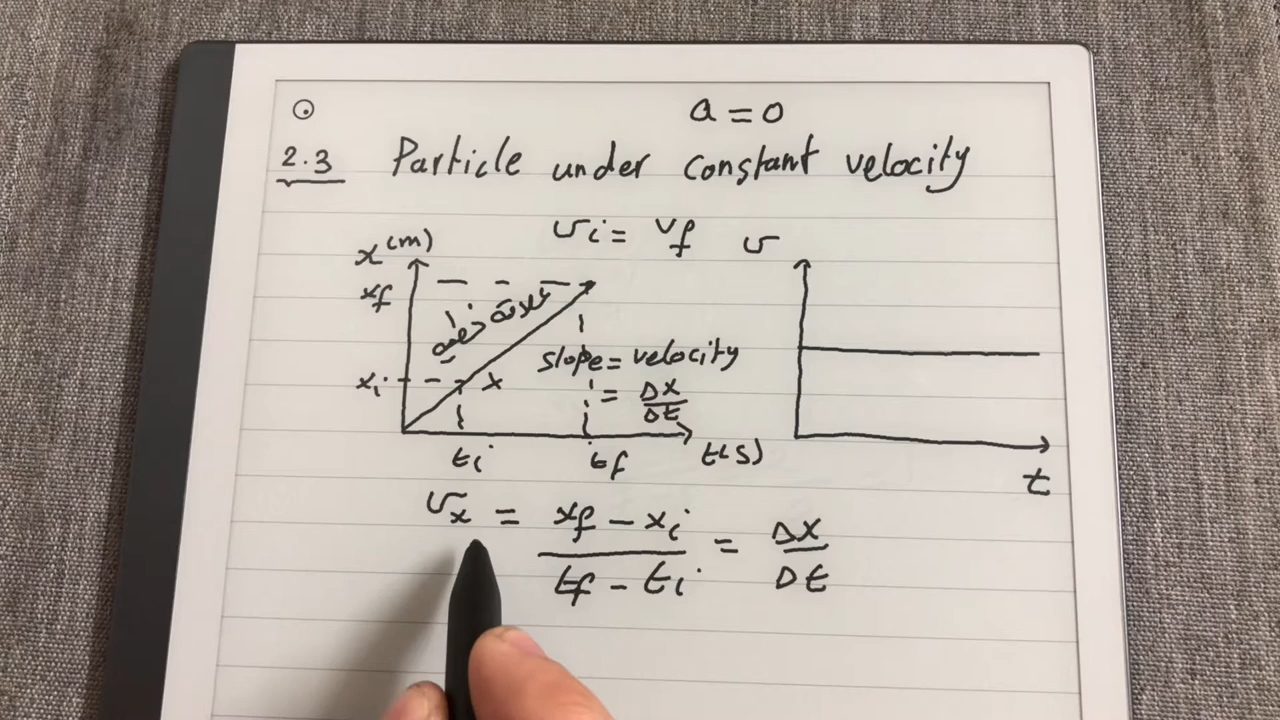 a = 0
2.3 Particle under constant velocity
vi = vf
x(m)
xf
xi
x
slope = velocity
= Δx/Δt
ti tf t(s)
v
t
vx = xf - xi / tf - ti = Δx / Δt